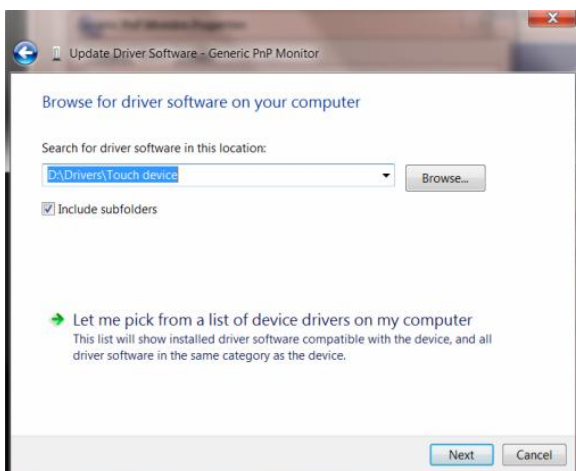 Update Driver Software - Generic PnP Monitor
Browse for driver software on your computer
Search for driver software in this location:
D:\Drivers\Touch device
Browse...
Include subfolders
Let me pick from a list of device drivers on my computer
This list will show installed driver software compatible with the device, and all
driver software in the same category as the device.
Next
Cancel